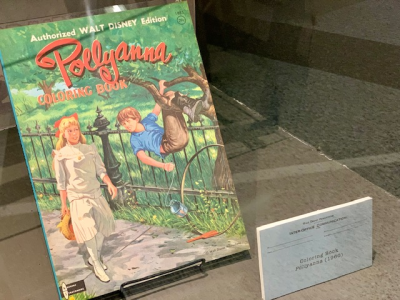 Authorized WALT DISNEY Edition
Pollyanna
COLORING BOOK
Coloring Book
Pollyanna (1960)